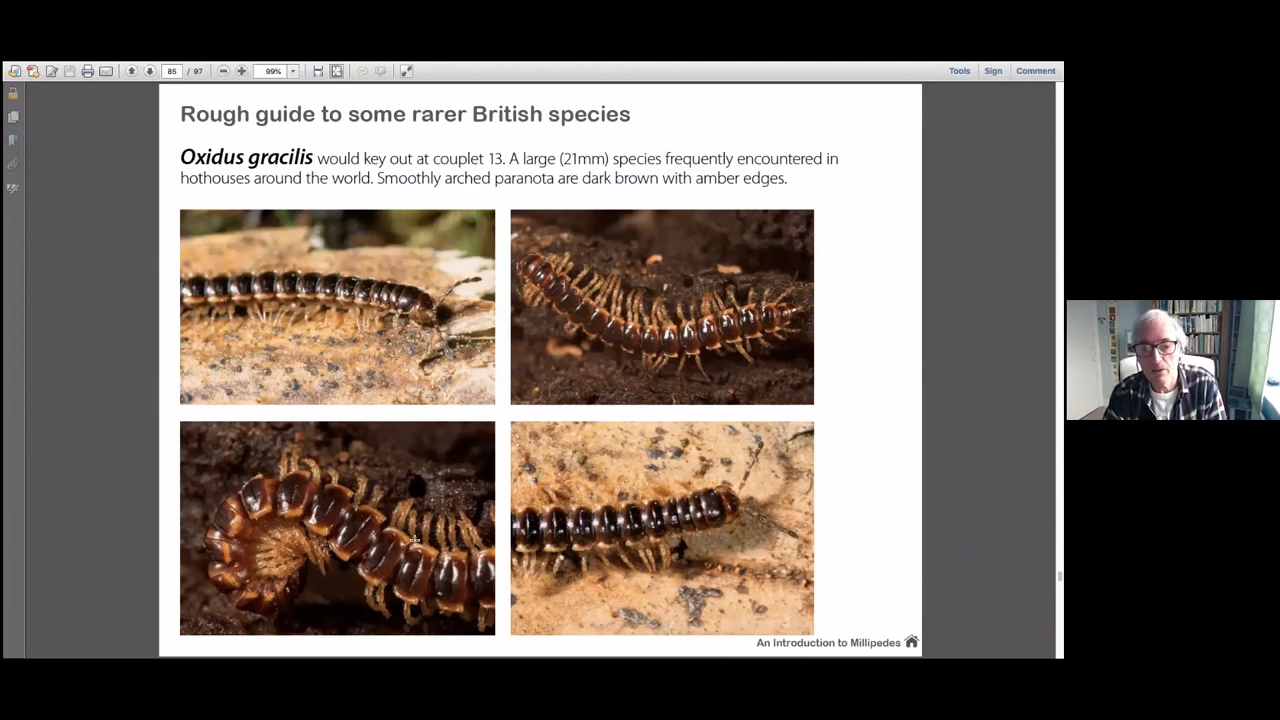 85 / 97
99%
Tools Sign Comment
Rough guide to some rarer British species
Oxidus gracilis would key out at couplet 13. A large (21mm) species frequently encountered in
hothouses around the world. Smoothly arched paranota are dark brown with amber edges.
An Introduction to Millipedes